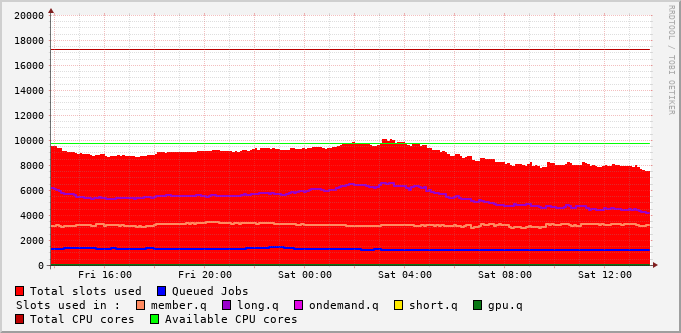 RRDTOOL / TOBI OETIKER
20000
18000
16000
14000
12000
10000
8000
6000
4000
2000
0
Fri 16:00 Fri 20:00 Sat 00:00 Sat 04:00 Sat 08:00 Sat 12:00
Total slots used Queued Jobs
Slots used in : member.q long.q ondemand.q short.q gpu.q
Total CPU cores Available CPU cores